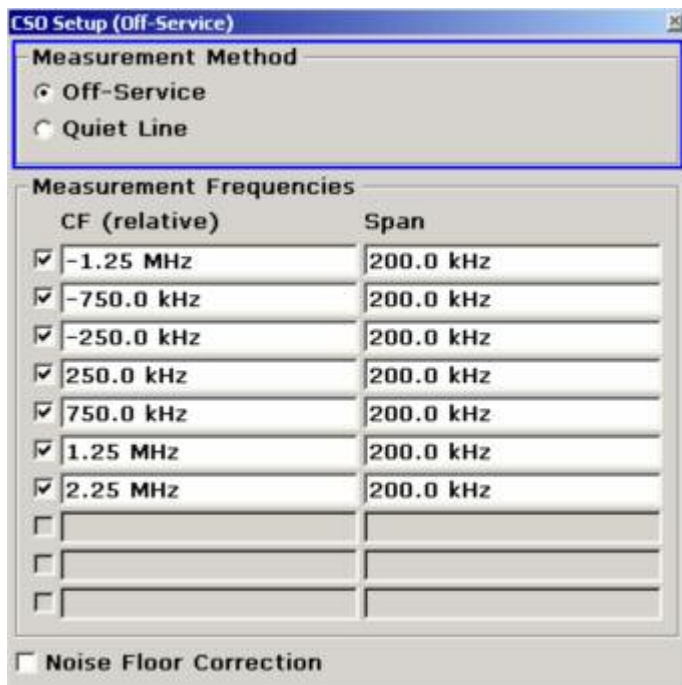 CSO Setup (Off-Service)
Measurement Method
Off-Service
Quiet Line
Measurement Frequencies
CF (relative) Span
-1.25 MHz 200.0 kHz
-750.0 kHz 200.0 kHz
-250.0 kHz 200.0 kHz
250.0 kHz 200.0 kHz
750.0 kHz 200.0 kHz
1.25 MHz 200.0 kHz
2.25 MHz 200.0 kHz
Noise Floor Correction